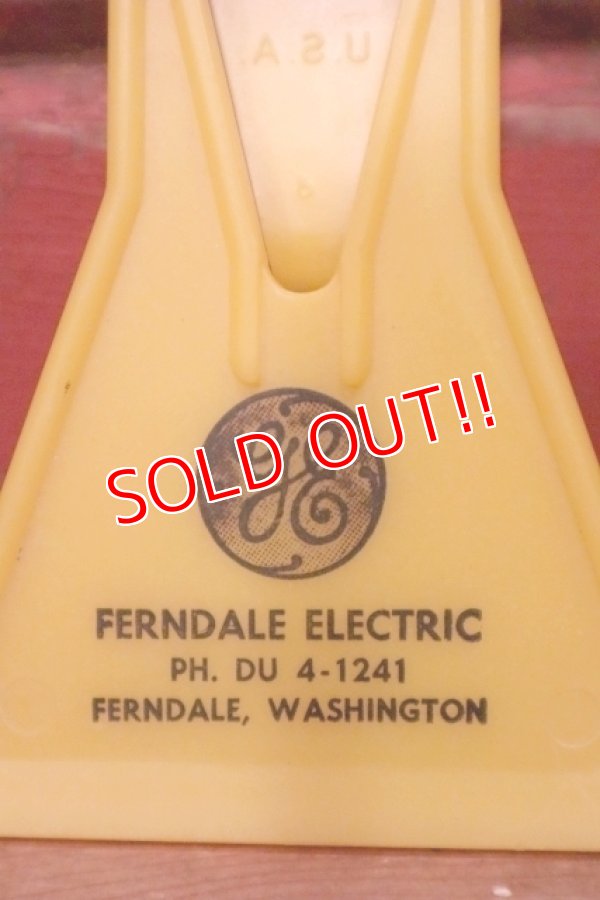 U.S.A.
SOLD OUT!!
GE
FERNDALE ELECTRIC
PH. DU 4-1241
FERNDALE, WASHINGTON